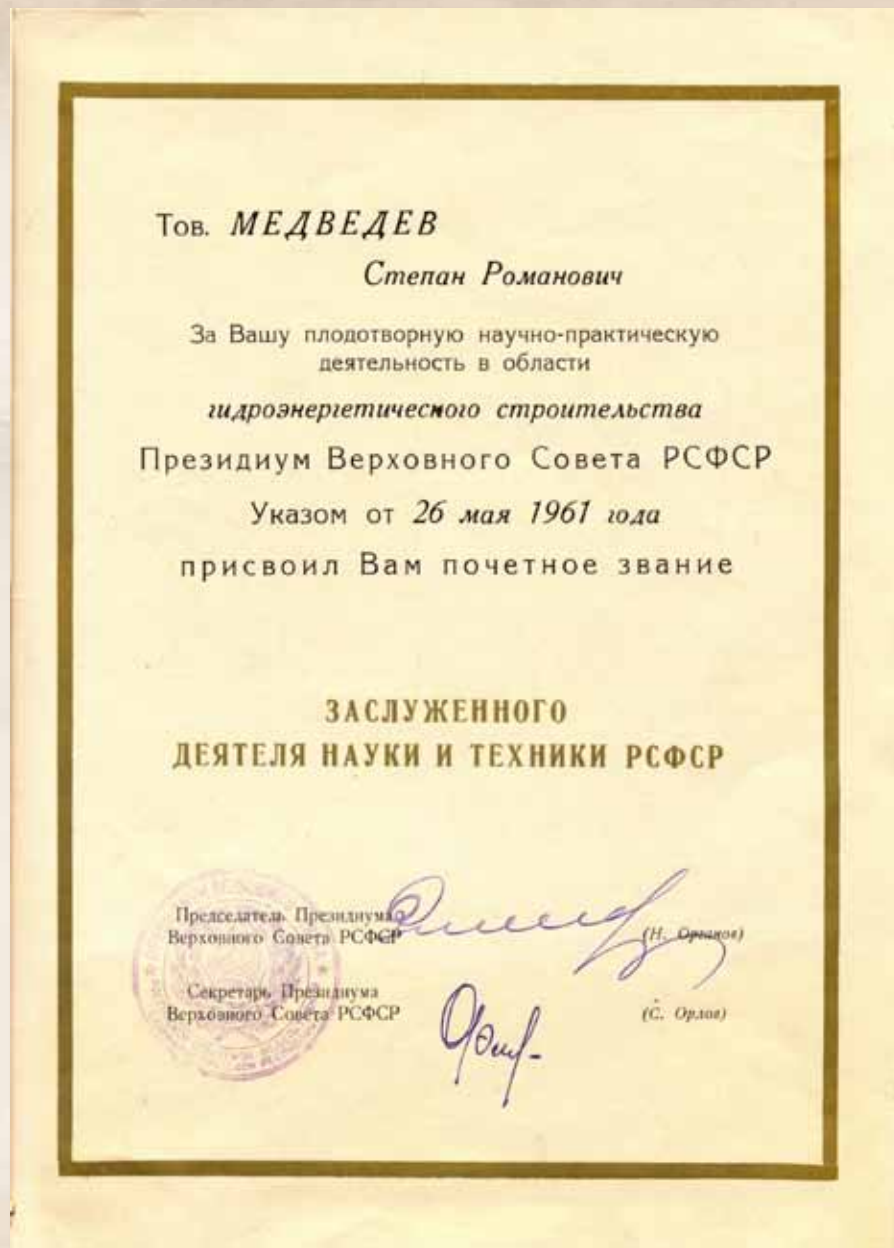 Тов. МЕДВЕДЕВ
Степан Романович
За Вашу плодотворную научно-практическую
деятельность в области
гидроэнергетического строительства
Президиум Верховного Совета РСФСР
Указом от 26 мая 1961 года
присвоил Вам почетное звание
ЗАСЛУЖЕННОГО
ДЕЯТЕЛЯ НАУКИ И ТЕХНИКИ РСФСР
Председатель Президиума
Верховного Совета РСФСР
(Н. Органов)
Секретарь Президиума
Верховного Совета РСФСР
(С. Орлов)